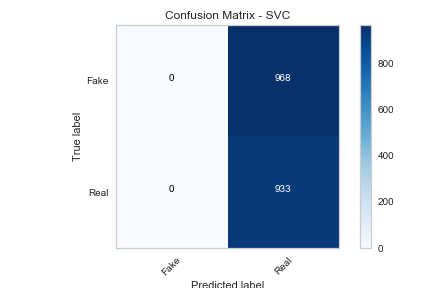 Confusion Matrix - SVC
Fake
0
968
Real
0
933
True label
Fake
Real
Predicted label
800
600
400
200
0